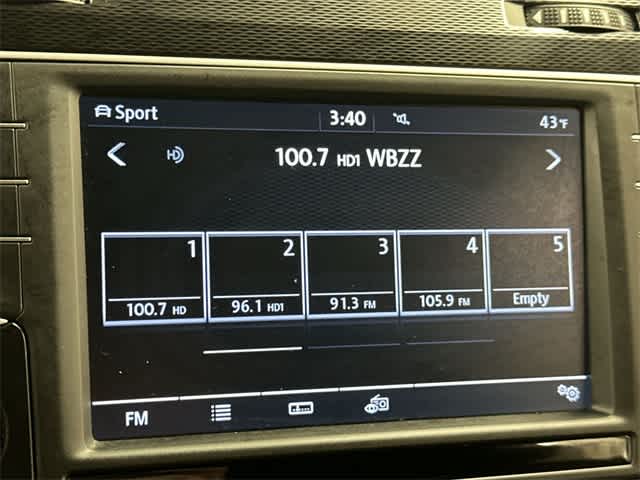 Sport 3:40 43°F
HD 100.7 HD1 WBZZ
1 2 3 4 5
100.7 HD 96.1 HD1 91.3 FM 105.9 FM Empty
FM